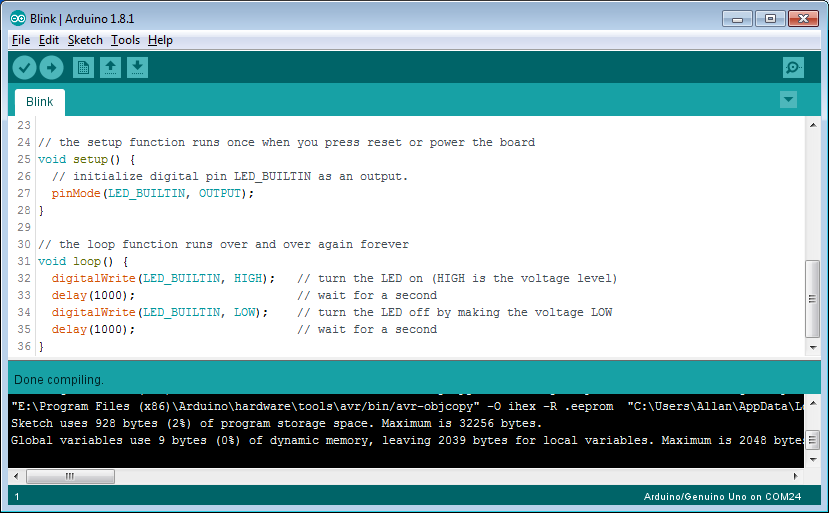 Blink | Arduino 1.8.1
File Edit Sketch Tools Help
Blink
23
24 // the setup function runs once when you press reset or power the board
25 void setup() {
26   // initialize digital pin LED_BUILTIN as an output.
27   pinMode(LED_BUILTIN, OUTPUT);
28 }
29
30 // the loop function runs over and over again forever
31 void loop() {
32   digitalWrite(LED_BUILTIN, HIGH);   // turn the LED on (HIGH is the voltage level)
33   delay(1000);                       // wait for a second
34   digitalWrite(LED_BUILTIN, LOW);    // turn the LED off by making the voltage LOW
35   delay(1000);                       // wait for a second
36 }
Done compiling.
"E:\Program Files (x86)\Arduino\hardware\tools\avr/bin/avr-objcopy" -O ihex -R .eeprom  "C:\Users\Allan\AppData\Lo
Sketch uses 928 bytes (2%) of program storage space. Maximum is 32256 bytes.
Global variables use 9 bytes (0%) of dynamic memory, leaving 2039 bytes for local variables. Maximum is 2048 byte
1
Arduino/Genuino Uno on COM24